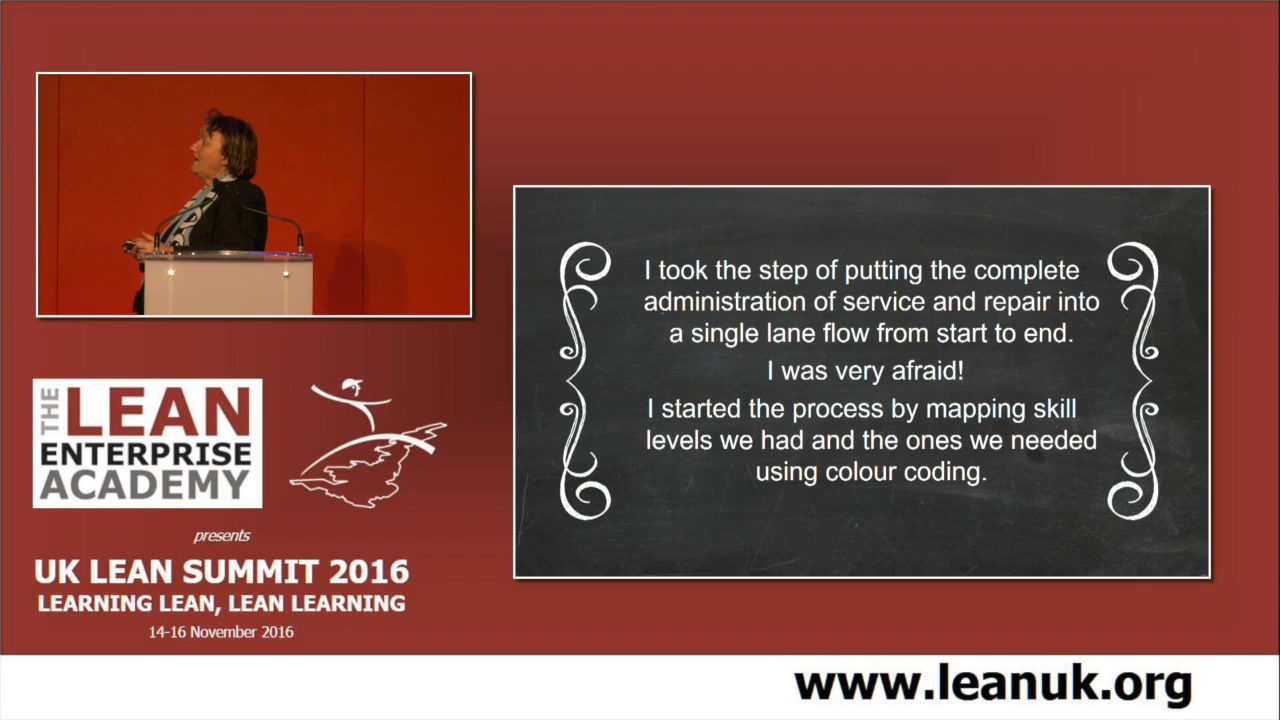 THE LEAN
ENTERPRISE
ACADEMY
presents
UK LEAN SUMMIT 2016
LEARNING LEAN, LEAN LEARNING
14-16 November 2016
I took the step of putting the complete
administration of service and repair into
a single lane flow from start to end.
I was very afraid!
I started the process by mapping skill
levels we had and the ones we needed
using colour coding.
www.leanuk.org